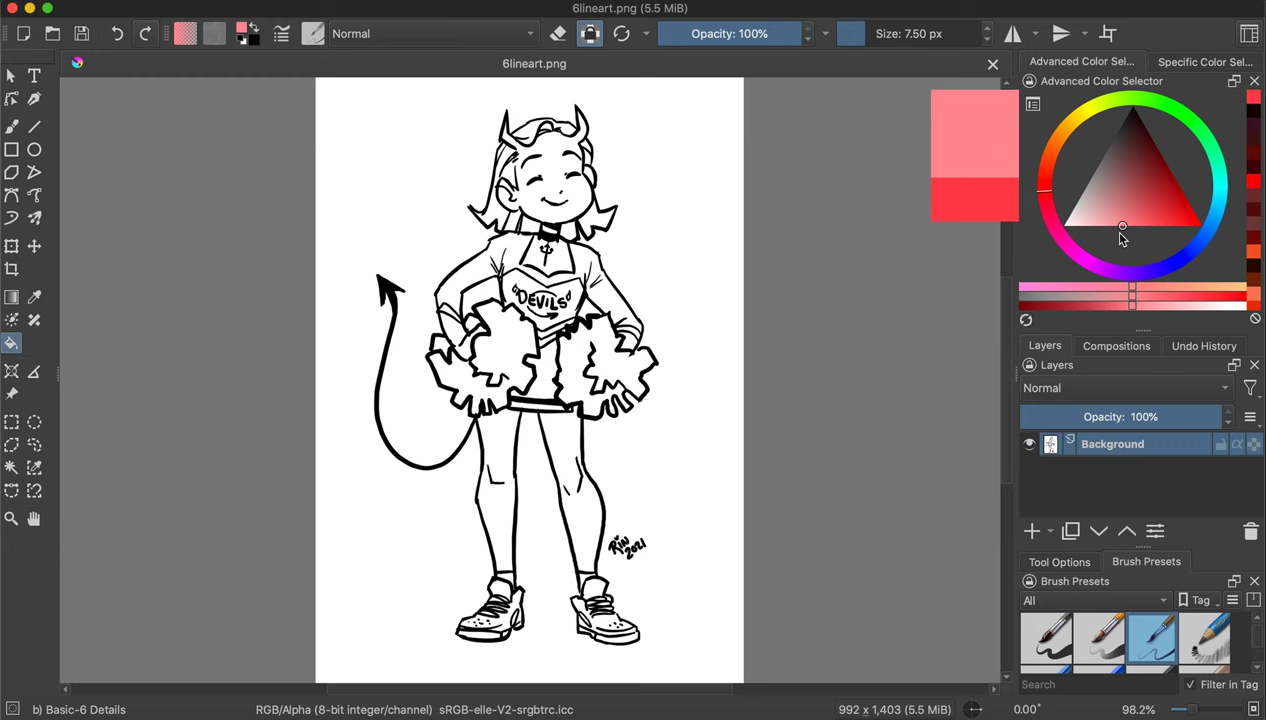 6lineart.png (5.5 MiB)
Normal
Opacity: 100%
Size: 7.50 px
6lineart.png
Advanced Color Sel...
Specific Color Sel...
Advanced Color Selector
DEVILS
RiN
2021
Layers
Compositions
Undo History
Layers
Normal
Opacity: 100%
Background
Tool Options
Brush Presets
Brush Presets
All
Tag
Search
Filter in Tag
b) Basic-6 Details
RGB/Alpha (8-bit integer/channel) sRGB-elle-V2-srgbtrc.icc
992 x 1,403 (5.5 MiB)
0.00°
98.2%